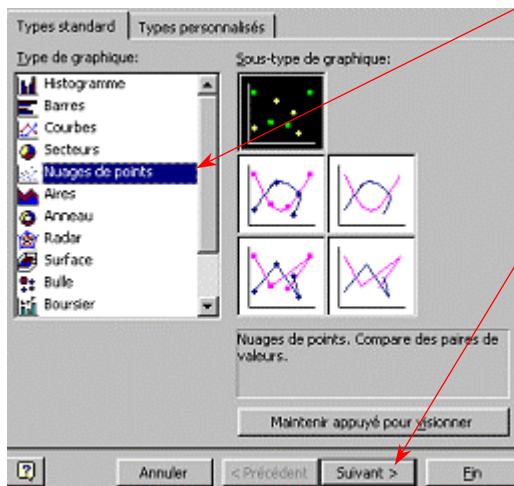 Types standard
Types personnalisés
Type de graphique:
Histogramme
Barres
Courbes
Secteurs
Nuages de points
Aires
Anneau
Radar
Surface
Bulle
Boursier
Sous-type de graphique:
Nuages de points. Compare des paires de
valeurs.
Maintenir appuyé pour visionner
?
Annuler
< Précédent
Suivant >
Fin